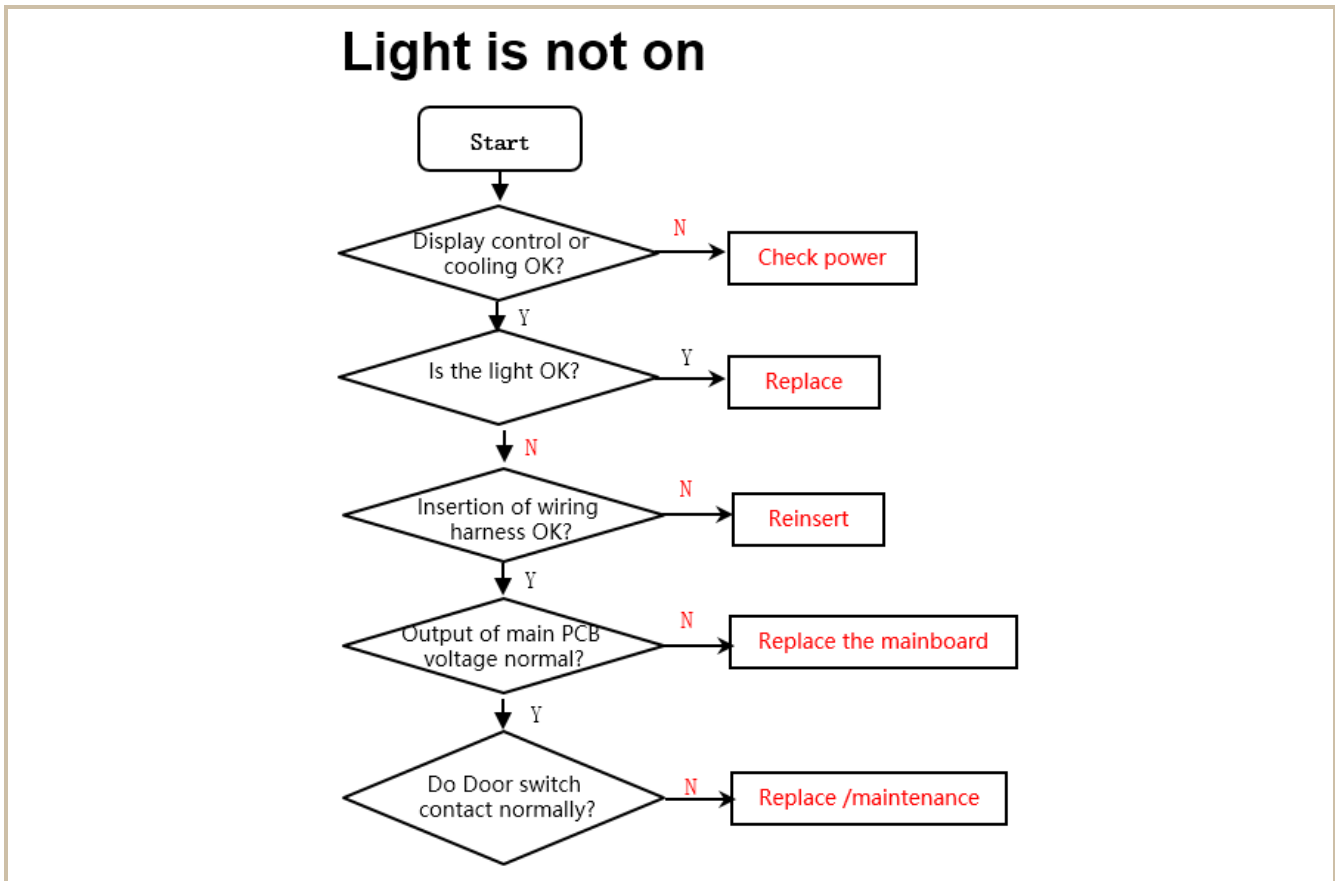 Light is not on
Start
Display control or
cooling OK?
N
Check power
Y
Is the light OK?
Y
Replace
N
Insertion of wiring
harness OK?
N
Reinsert
Y
Output of main PCB
voltage normal?
N
Replace the mainboard
Y
Do Door switch
contact normally?
N
Replace /maintenance